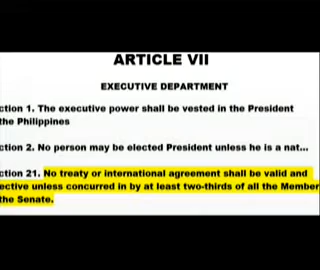 ARTICLE VII
EXECUTIVE DEPARTMENT
ction 1. The executive power shall be vested in the President
the Philippines
ction 2. No person may be elected President unless he is a nat...
ction 21. No treaty or international agreement shall be valid and
ective unless concurred in by at least two-thirds of all the Member
the Senate.